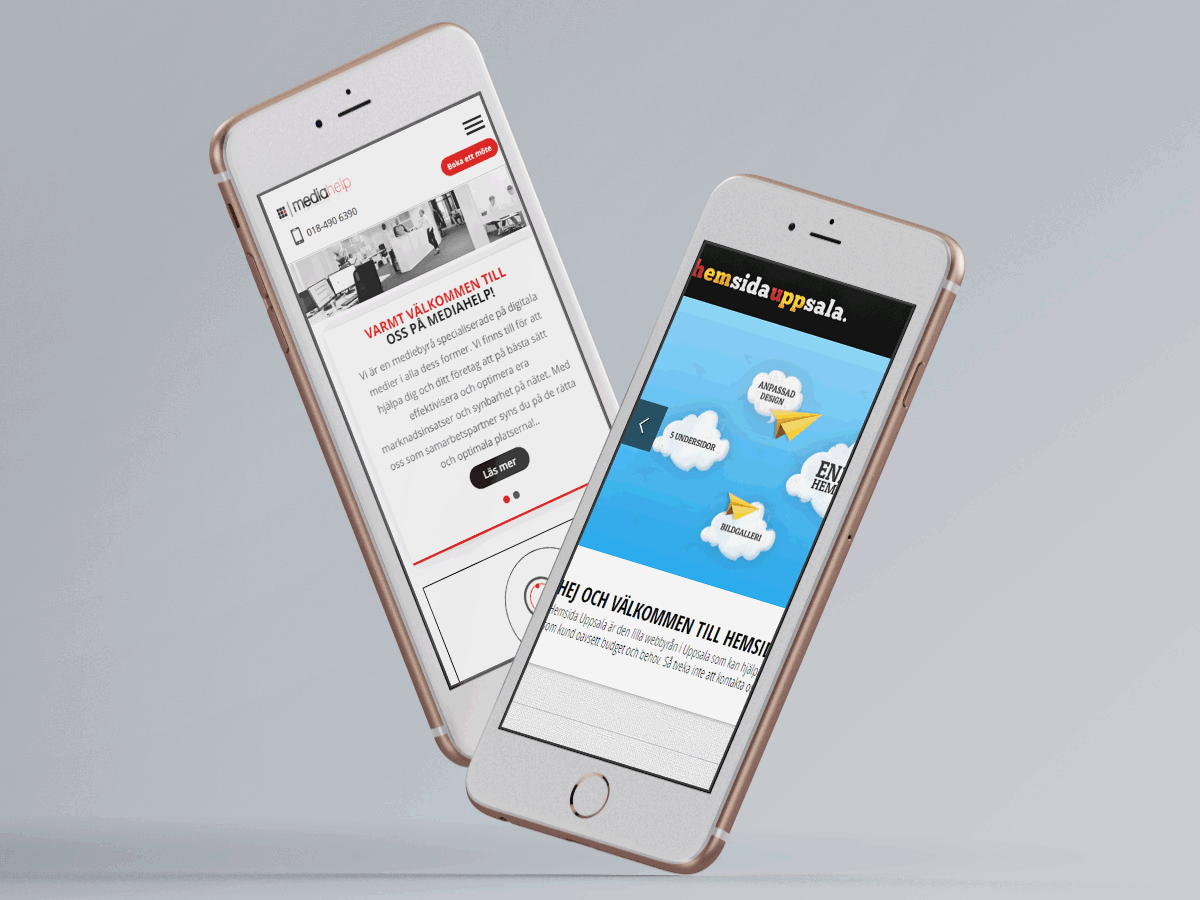 Boka ett möte
mediahelp
018-490 6390
VARMT VÄLKOMMEN TILL
OSS PÅ MEDIAHELP!
Vi är en mediebyrå specialiserade på digitala
medier i alla dess former. Vi finns till för att
hjälpa dig och ditt företag att på bästa sätt
effektivisera och optimera era
marknadsinsatser och synbarhet på nätet. Med
oss som samarbetspartner syns du på de rätta
och optimala platserna!..
Läs mer
hemsidauppsala.
ANPASSAD
DESIGN
5 UNDERSIDOR
EN
HEM
BILDGALLERI
HEJ OCH VÄLKOMMEN TILL HEMSID
Hemsida Uppsala är den lilla webbyrån i Uppsala som kan hjälp
om kund oavsett budget och behov. Så tveka inte att kontakta o